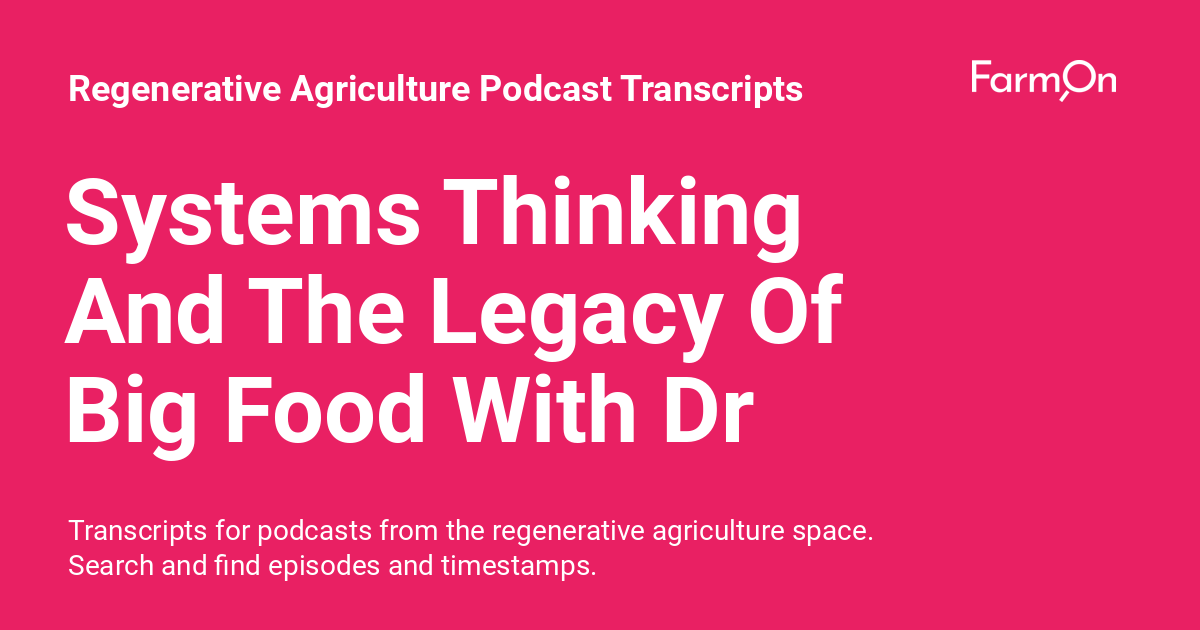 Regenerative Agriculture Podcast Transcripts
FarmOn
Systems Thinking
And The Legacy Of
Big Food With Dr
Transcripts for podcasts from the regenerative agriculture space.
Search and find episodes and timestamps.